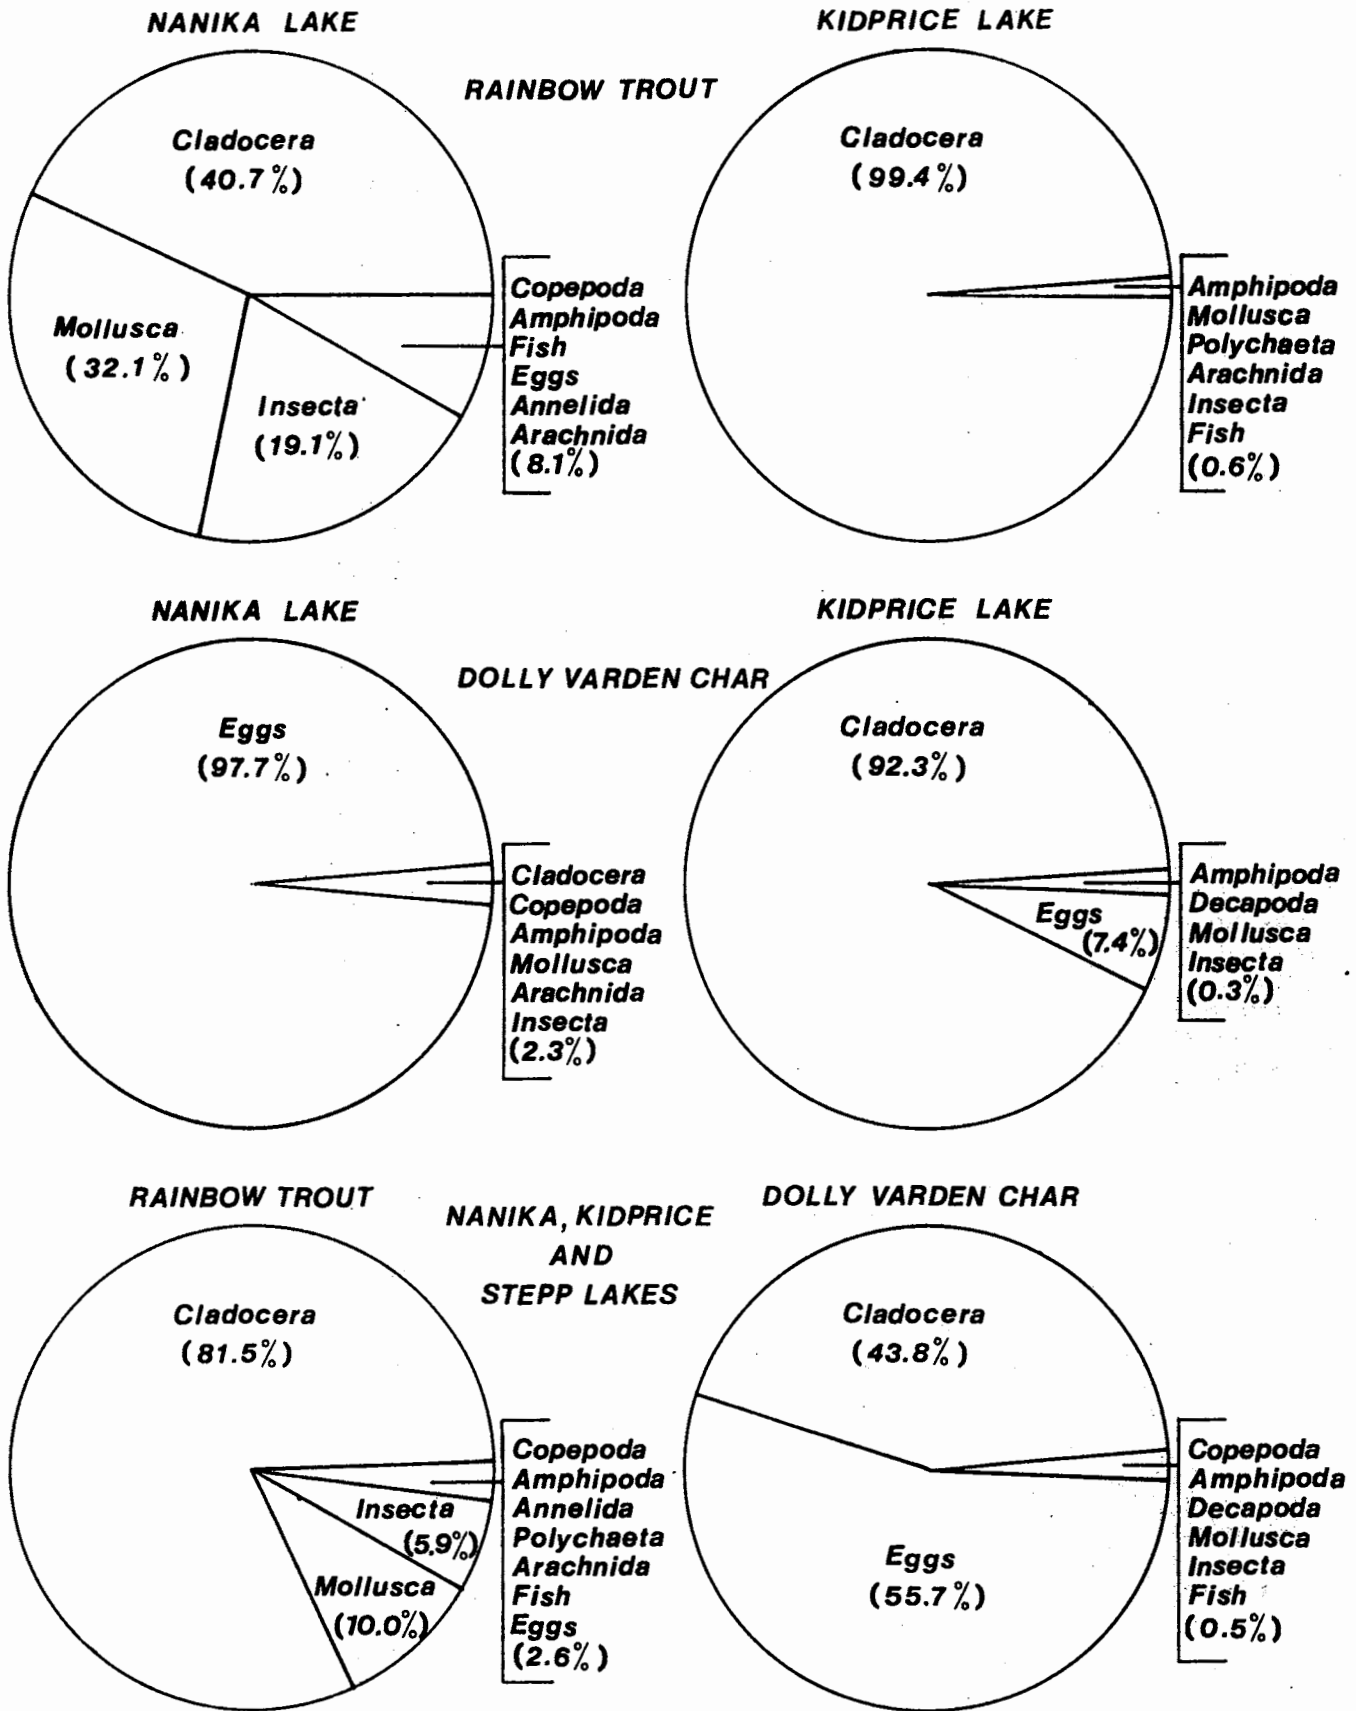 NANIKA LAKE
KIDPRICE LAKE
RAINBOW TROUT
Cladocera
(40.7%)
Mollusca
(32.1%)
Insecta
(19.1%)
Copepoda
Amphipoda
Fish
Eggs
Annelida
Arachnida
(8.1%)
Cladocera
(99.4%)
Amphipoda
Mollusca
Polychaeta
Arachnida
Insecta
Fish
(0.6%)
NANIKA LAKE
KIDPRICE LAKE
DOLLY VARDEN CHAR
Eggs
(97.7%)
Cladocera
Copepoda
Amphipoda
Mollusca
Arachnida
Insecta
(2.3%)
Cladocera
(92.3%)
Eggs
(7.4%)
Amphipoda
Decapoda
Mollusca
Insecta
(0.3%)
RAINBOW TROUT
NANIKA, KIDPRICE
AND
STEPP LAKES
DOLLY VARDEN CHAR
Cladocera
(81.5%)
Insecta
(5.9%)
Mollusca
(10.0%)
Copepoda
Amphipoda
Annelida
Polychaeta
Arachnida
Fish
Eggs
(2.6%)
Cladocera
(43.8%)
Eggs
(55.7%)
Copepoda
Amphipoda
Decapoda
Mollusca
Insecta
Fish
(0.5%)